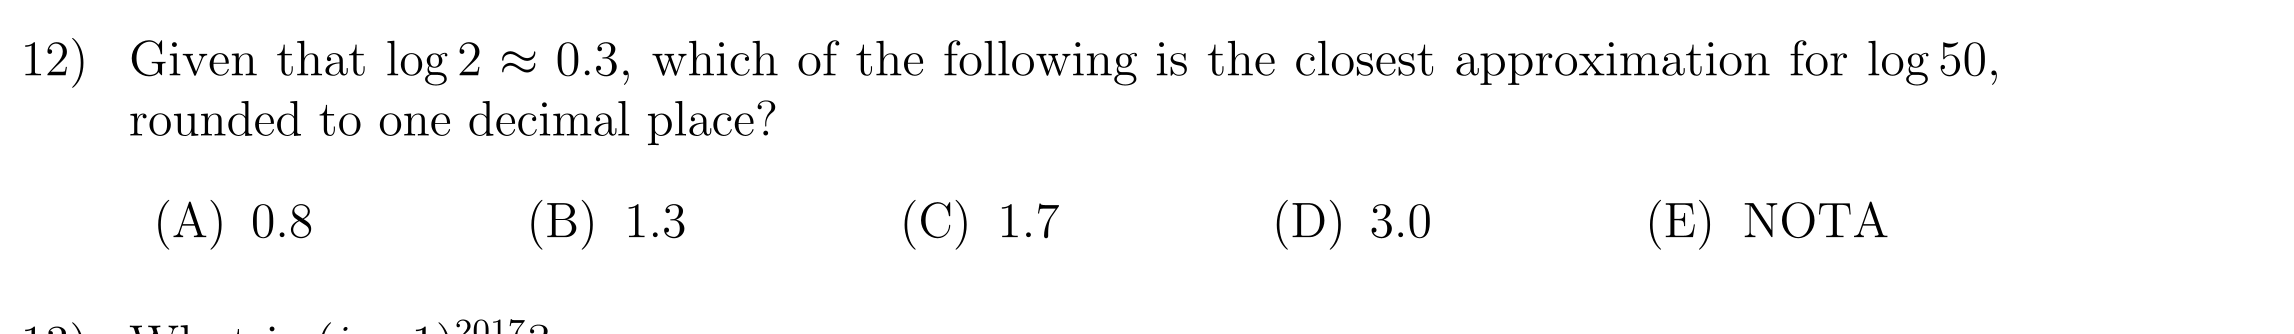 12) Given that log 2 ≈ 0.3, which of the following is the closest approximation for log 50,
rounded to one decimal place?
(A) 0.8 (B) 1.3 (C) 1.7 (D) 3.0 (E) NOTA